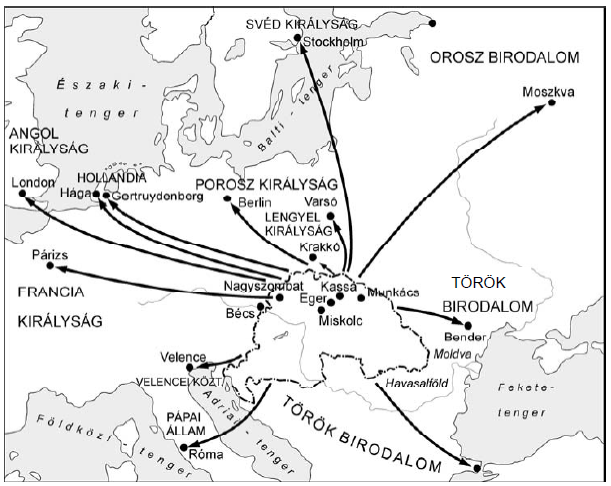 SVÉD KIRÁLYSÁG
Stockholm
OROSZ BIRODALOM
Moszkva
Északi-
tenger
Balti - tenger
ANGOL
KIRÁLYSÁG
London
HOLLANDIA
Hága
Gertruydenberg
POROSZ KIRÁLYSÁG
Berlin
Varsó
LENGYEL
KIRÁLYSÁG
Krakkó
Párizs
FRANCIA
KIRÁLYSÁG
Nagyszombat
Kassa
Munkács
Eger
Miskolc
Bécs
TÖRÖK
BIRODALOM
Bender
Moldva
Velence
VELENCEI KÖZT.
Havasalföld
Fekete-
tenger
PÁPAI
ÁLLAM
Róma
Adriai - tenger
Földközi
tenger
TÖRÖK BIRODALOM